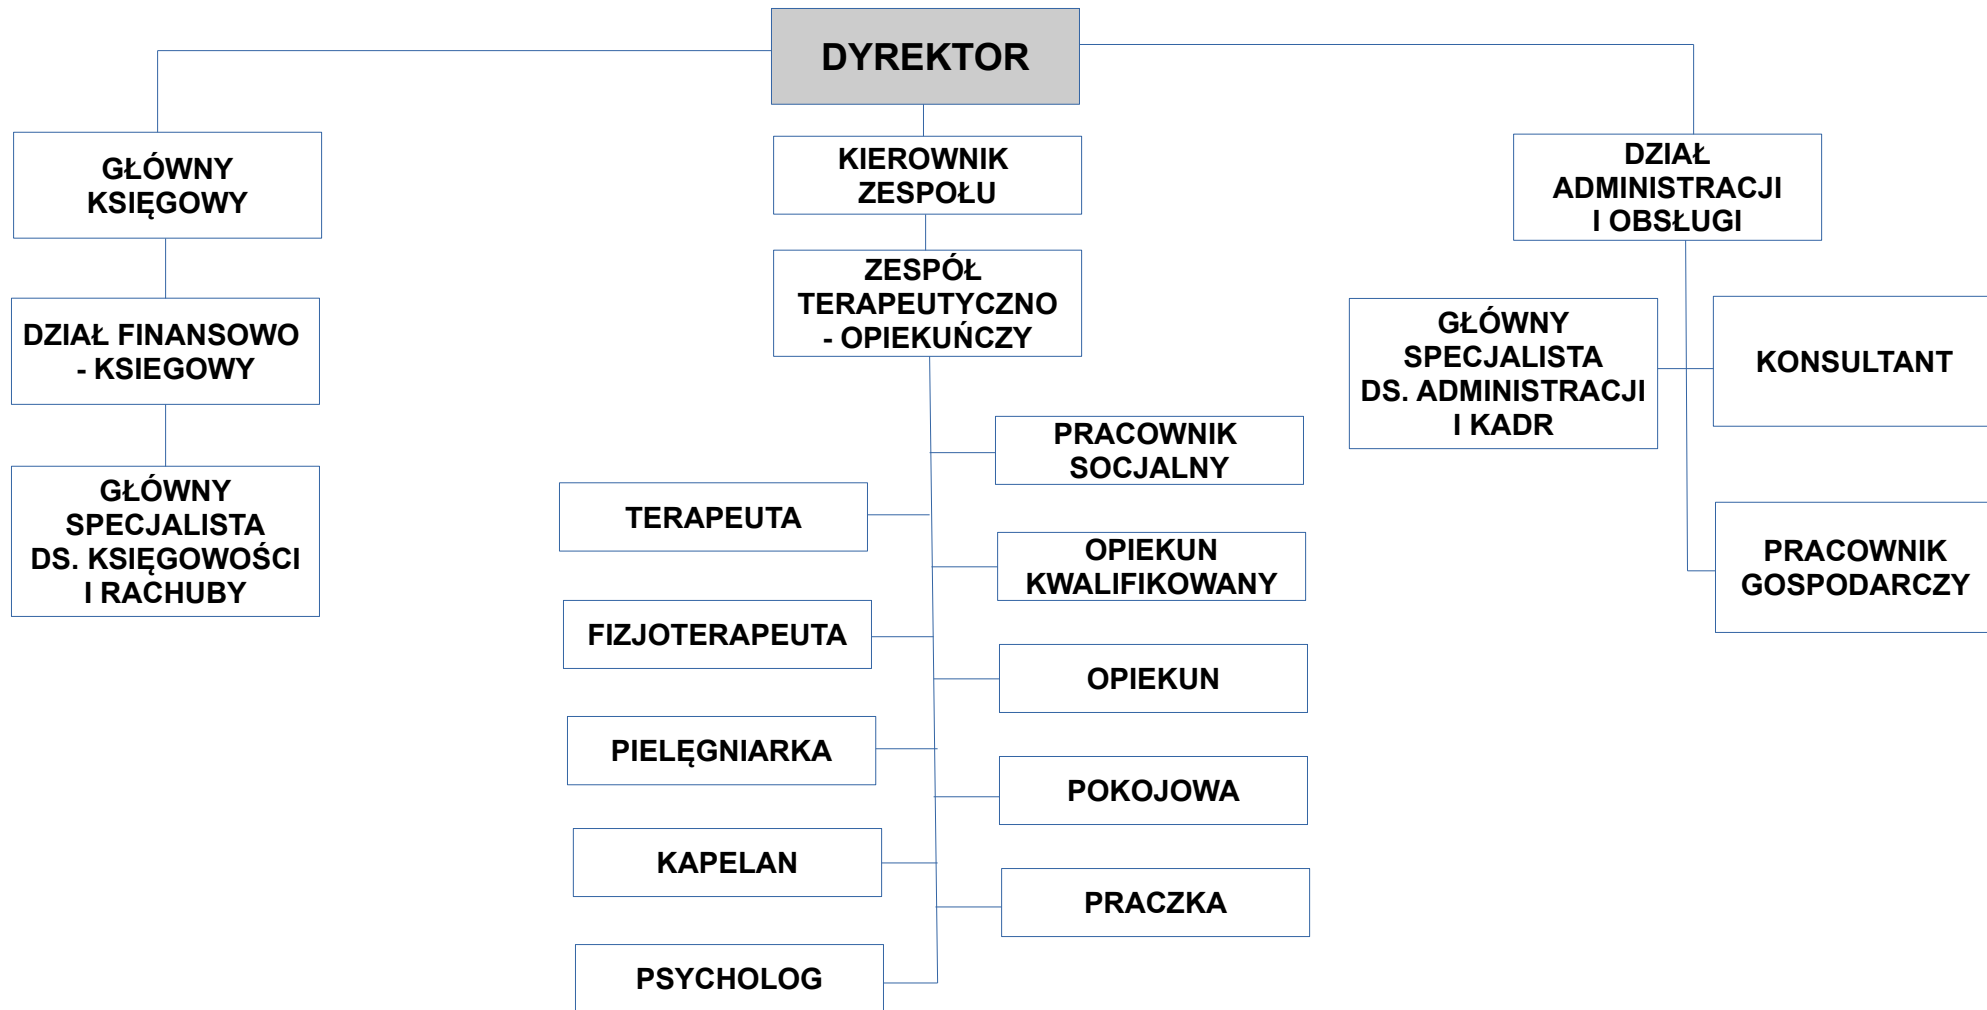 DYREKTOR
GŁÓWNY
KSIĘGOWY
KIEROWNIK
ZESPOŁU
DZIAŁ
ADMINISTRACJI
I OBSŁUGI
ZESPÓŁ
TERAPEUTYCZNO
- OPIEKUŃCZY
DZIAŁ FINANSOWO
- KSIEGOWY
GŁÓWNY
SPECJALISTA
DS. ADMINISTRACJI
I KADR
KONSULTANT
GŁÓWNY
SPECJALISTA
DS. KSIĘGOWOŚCI
I RACHUBY
PRACOWNIK
SOCJALNY
TERAPEUTA
OPIEKUN
KWALIFIKOWANY
PRACOWNIK
GOSPODARCZY
FIZJOTERAPEUTA
OPIEKUN
PIELĘGNIARKA
POKOJOWA
KAPELAN
PRACZKA
PSYCHOLOG